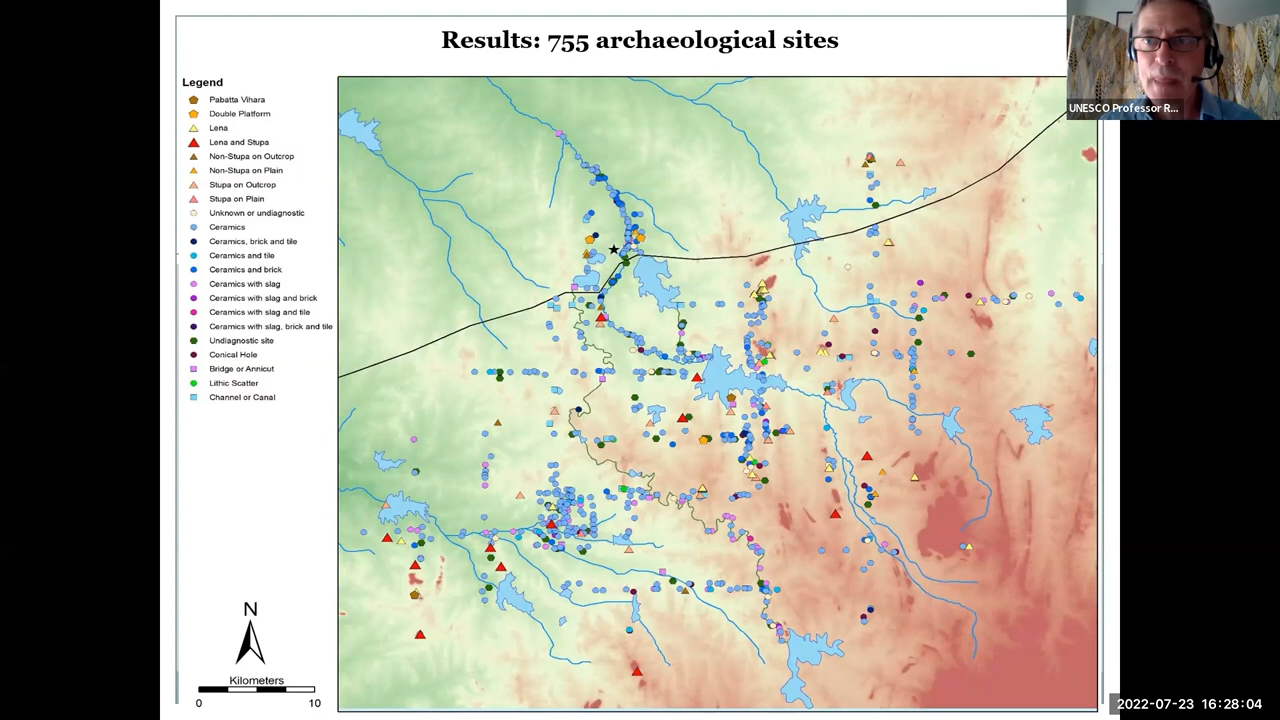 Results: 755 archaeological sites
UNESCO Professor R...
Legend
Pabatta Vihara
Double Platform
Lena
Lena and Stupa
Non-Stupa on Outcrop
Non-Stupa on Plain
Stupa on Outcrop
Stupa on Plain
Unknown or undiagnostic
Ceramics
Ceramics, brick and tile
Ceramics and tile
Ceramics and brick
Ceramics with slag
Ceramics with slag and brick
Ceramics with slag and tile
Ceramics with slag, brick and tile
Undiagnostic site
Conical Hole
Bridge or Annicut
Lithic Scatter
Channel or Canal
N
Kilometers
0 10
2022-07-23 16:28:04